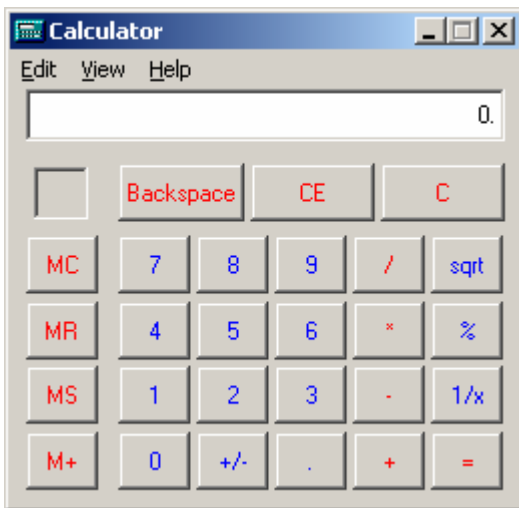 Calculator
Edit View Help
0.
Backspace CE C
MC 7 8 9 / sqrt
MR 4 5 6 * %
MS 1 2 3 - 1/x
M+ 0 +/- . + =